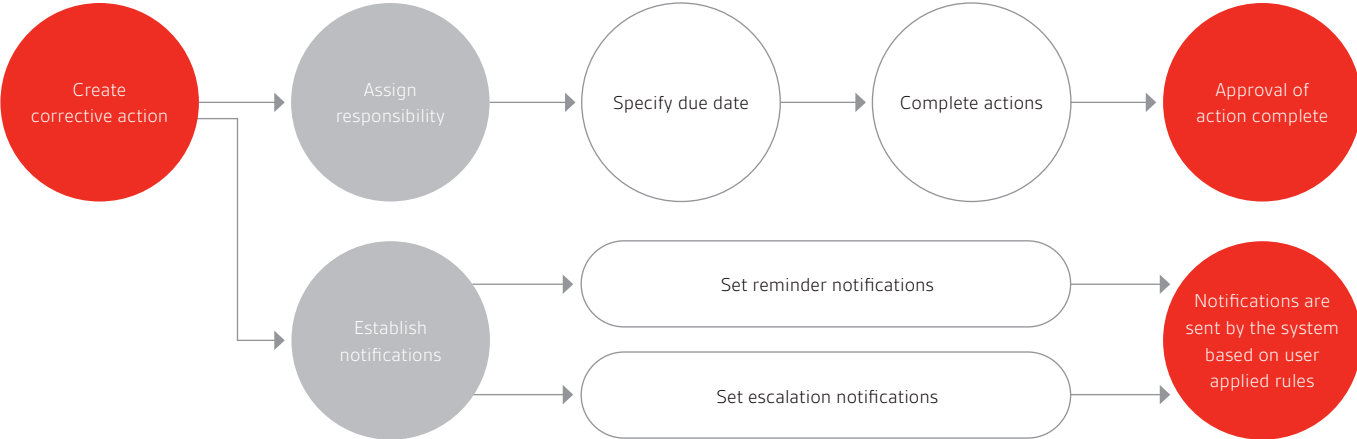 Create
corrective action
Assign
responsibility
Specify due date
Complete actions
Approval of
action complete
Establish
notifications
Set reminder notifications
Set escalation notifications
Notifications are
sent by the system
based on user
applied rules